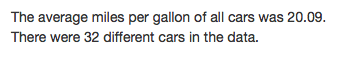 The average miles per gallon of all cars was 20.09.
There were 32 different cars in the data.